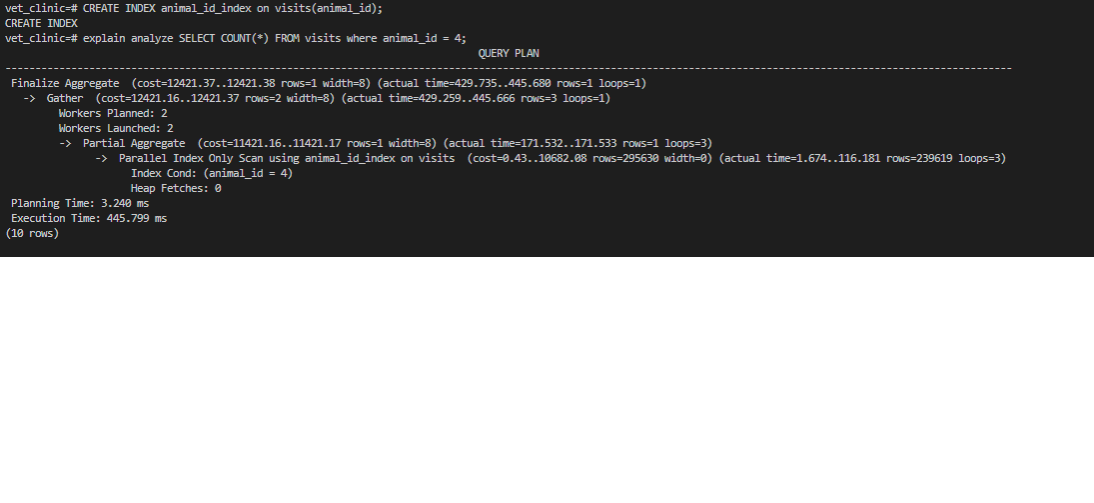 vet_clinic=# CREATE INDEX animal_id_index on visits(animal_id);
CREATE INDEX
vet_clinic=# explain analyze SELECT COUNT(*) FROM visits where animal_id = 4;
QUERY PLAN
------------------------------------------------------------------------------------------------------------------------------------------------------------------------
Finalize Aggregate  (cost=12421.37..12421.38 rows=1 width=8) (actual time=429.735..445.680 rows=1 loops=1)
  ->  Gather  (cost=12421.16..12421.37 rows=2 width=8) (actual time=429.259..445.666 rows=3 loops=1)
        Workers Planned: 2
        Workers Launched: 2
        ->  Partial Aggregate  (cost=11421.16..11421.17 rows=1 width=8) (actual time=171.532..171.533 rows=1 loops=3)
              ->  Parallel Index Only Scan using animal_id_index on visits  (cost=0.43..10682.08 rows=295630 width=0) (actual time=1.674..116.181 rows=239619 loops=3)
                    Index Cond: (animal_id = 4)
                    Heap Fetches: 0
Planning Time: 3.240 ms
Execution Time: 445.799 ms
(10 rows)